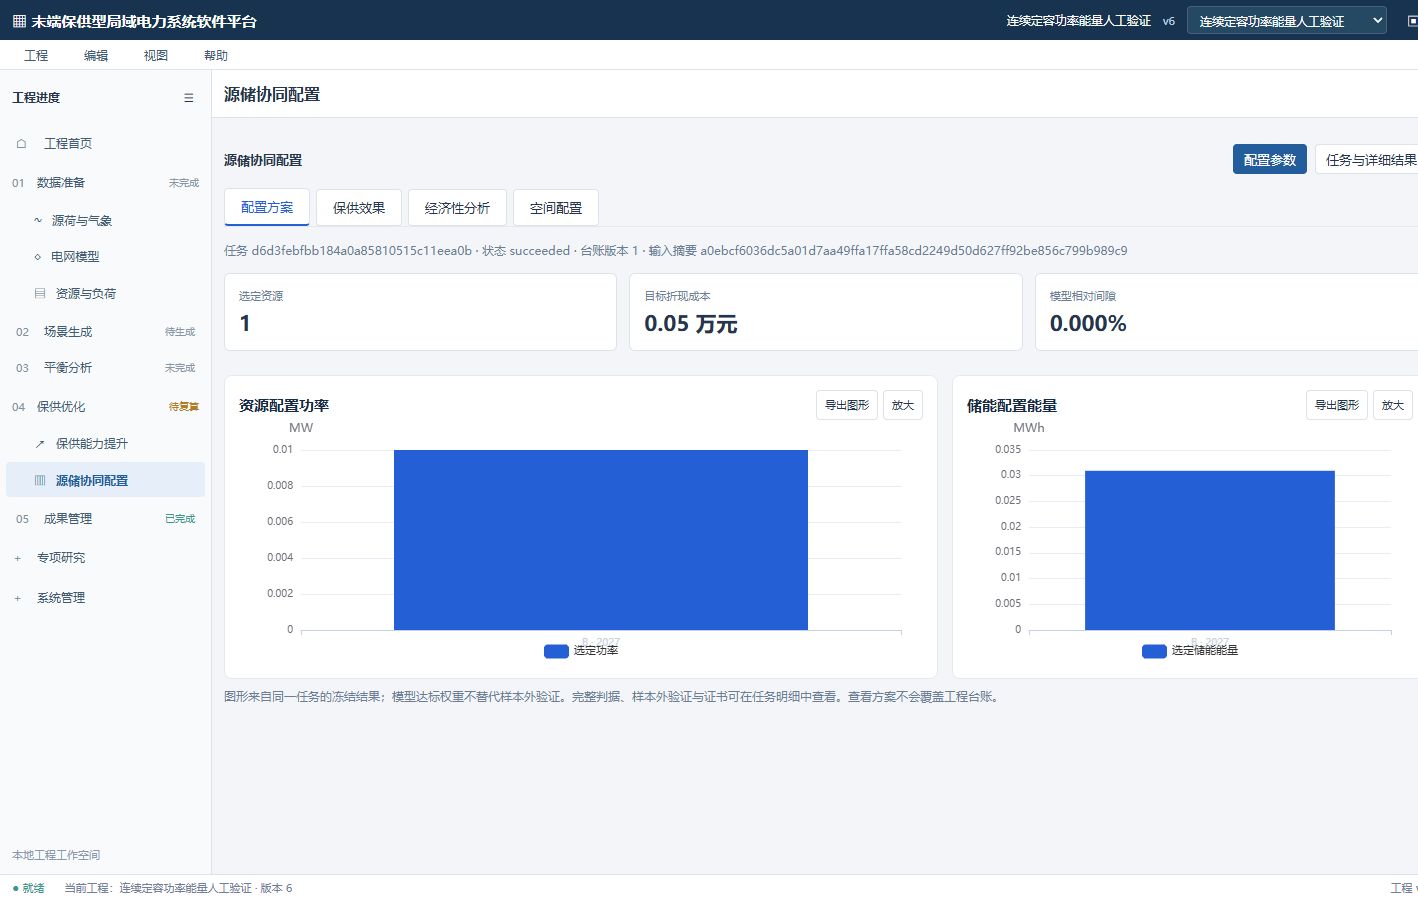 末端保供型局域电力系统软件平台
连续定容功率能量人工验证 v6 连续定容功率能量人工验证
工程 编辑 视图 帮助
工程进度
工程首页
01 数据准备 未完成
源荷与气象
电网模型
资源与负荷
02 场景生成 待生成
03 平衡分析 未完成
04 保供优化 待复算
保供能力提升
源储协同配置
05 成果管理 已完成
+ 专项研究
+ 系统管理
本地工程工作空间
源储协同配置
源储协同配置
配置参数 任务与详细结果
配置方案 保供效果 经济性分析 空间配置
任务 d6d3febfbb184a0a85810515c11eea0b · 状态 succeeded · 台账版本 1 · 输入摘要 a0ebcf6036dc5a01d7aa49ffa17ffa58cd2249d50d627ff92be856c799b989c9
选定资源
1
目标折现成本
0.05 万元
模型相对间隙
0.000%
资源配置功率
导出图形 放大
MW
0.01
0.008
0.006
0.004
0.002
0
B · 2027
选定功率
储能配置能量
导出图形 放大
MWh
0.035
0.03
0.025
0.02
0.015
0.01
0.005
0
B · 2027
选定储能能量
图形来自同一任务的冻结结果；模型达标权重不替代样本外验证。完整判据、样本外验证与证书可在任务明细中查看。查看方案不会覆盖工程台账。
就绪 当前工程：连续定容功率能量人工验证 · 版本 6
工程